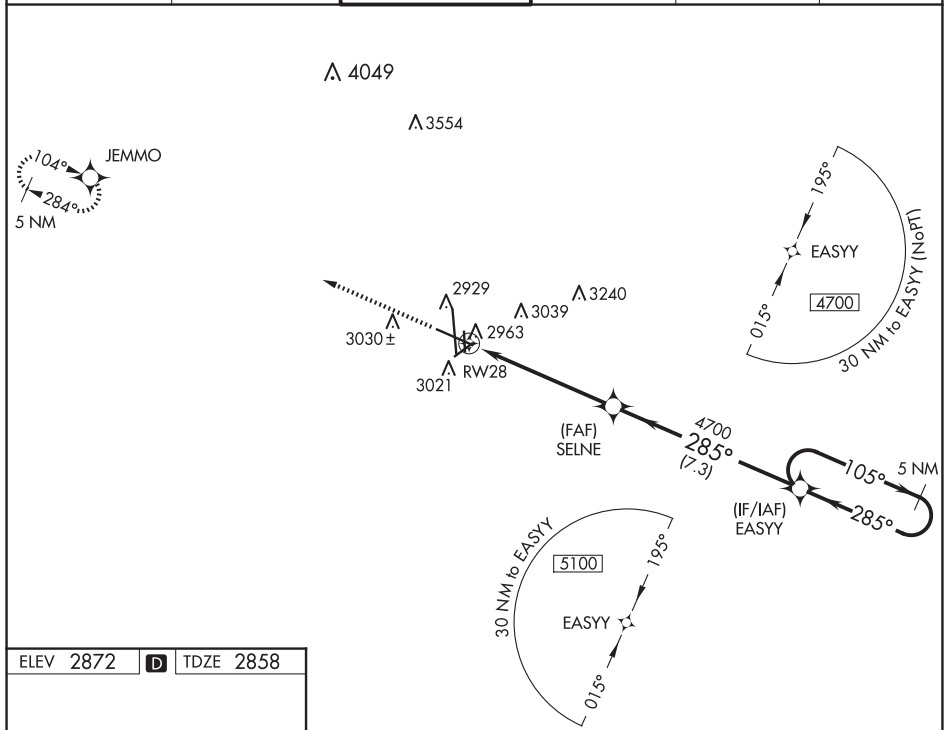 4049
3554
JEMMO
104°
284°
5 NM
195°
EASYY
4700
015°
30 NM to EASYY (NoPT)
2929
3240
3039
2963
3030 ±
3021
RW28
(FAF)
SELNE
4700
285°
(7.3)
105°
5 NM
285°
(IF/IAF)
EASYY
30 NM to EASYY
5100
195°
EASYY
015°
ELEV 2872 D TDZE 2858